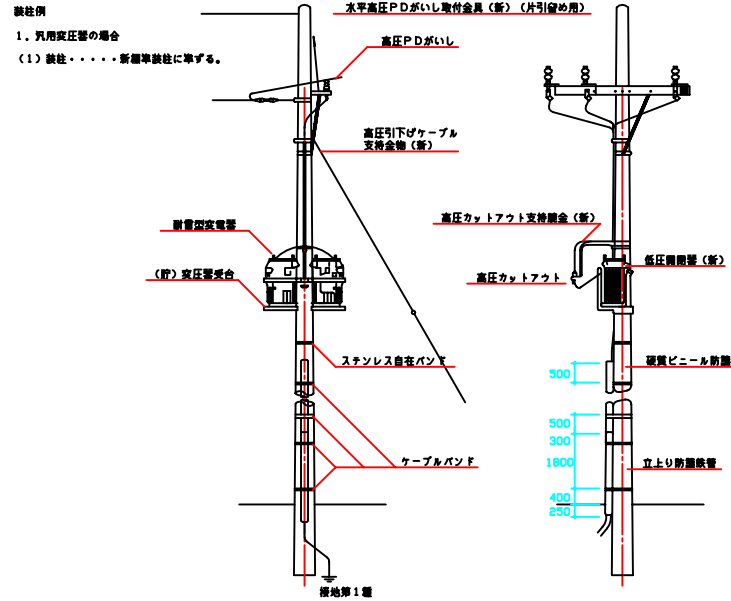 装柱例
1. 汎用変圧器の場合
(1) 装柱・・・・・新標準装柱に準ずる。
水平高圧PDがいし取付金具(新)(片引留め用)
高圧PDがいし
高圧引下げケーブル
支持金物(新)
耐雷型変電器
(貯)変圧器受台
ステンレス自在バンド
ケーブルバンド
接地第1種
高圧カットアウト支持腕金(新)
高圧カットアウト
低圧開閉器(新)
硬質ビニール防護
立上り防護鉄管
500
500
300
1800
400
250